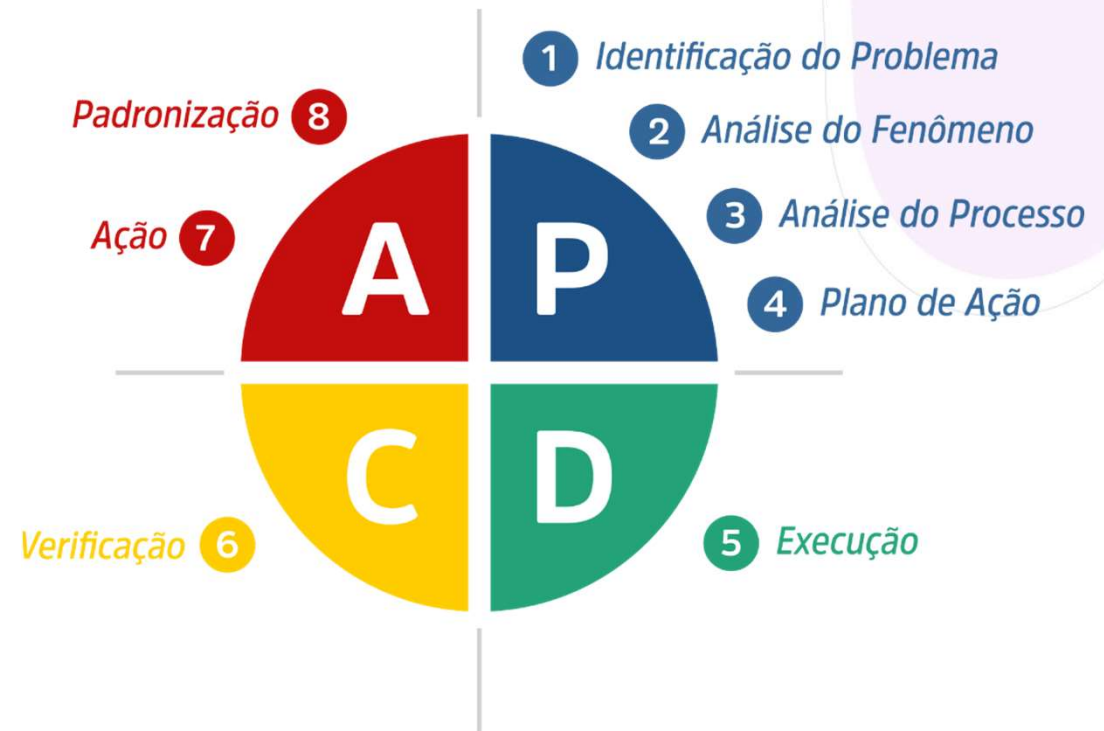 1 Identificação do Problema
2 Análise do Fenômeno
3 Análise do Processo
4 Plano de Ação
5 Execução
6 Verificação
7 Ação
8 Padronização
A P
C D